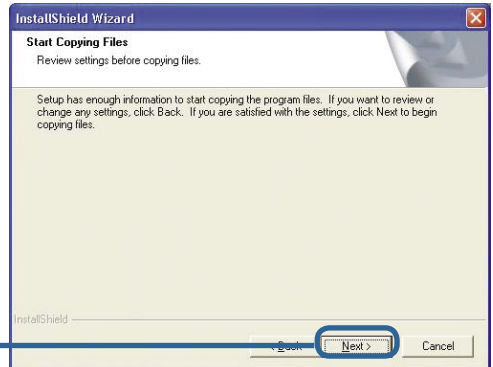 InstallShield Wizard
Start Copying Files
Review settings before copying files.
Setup has enough information to start copying the program files. If you want to review or
change any settings, click Back. If you are satisfied with the settings, click Next to begin
copying files.
InstallShield
< Back Next > Cancel